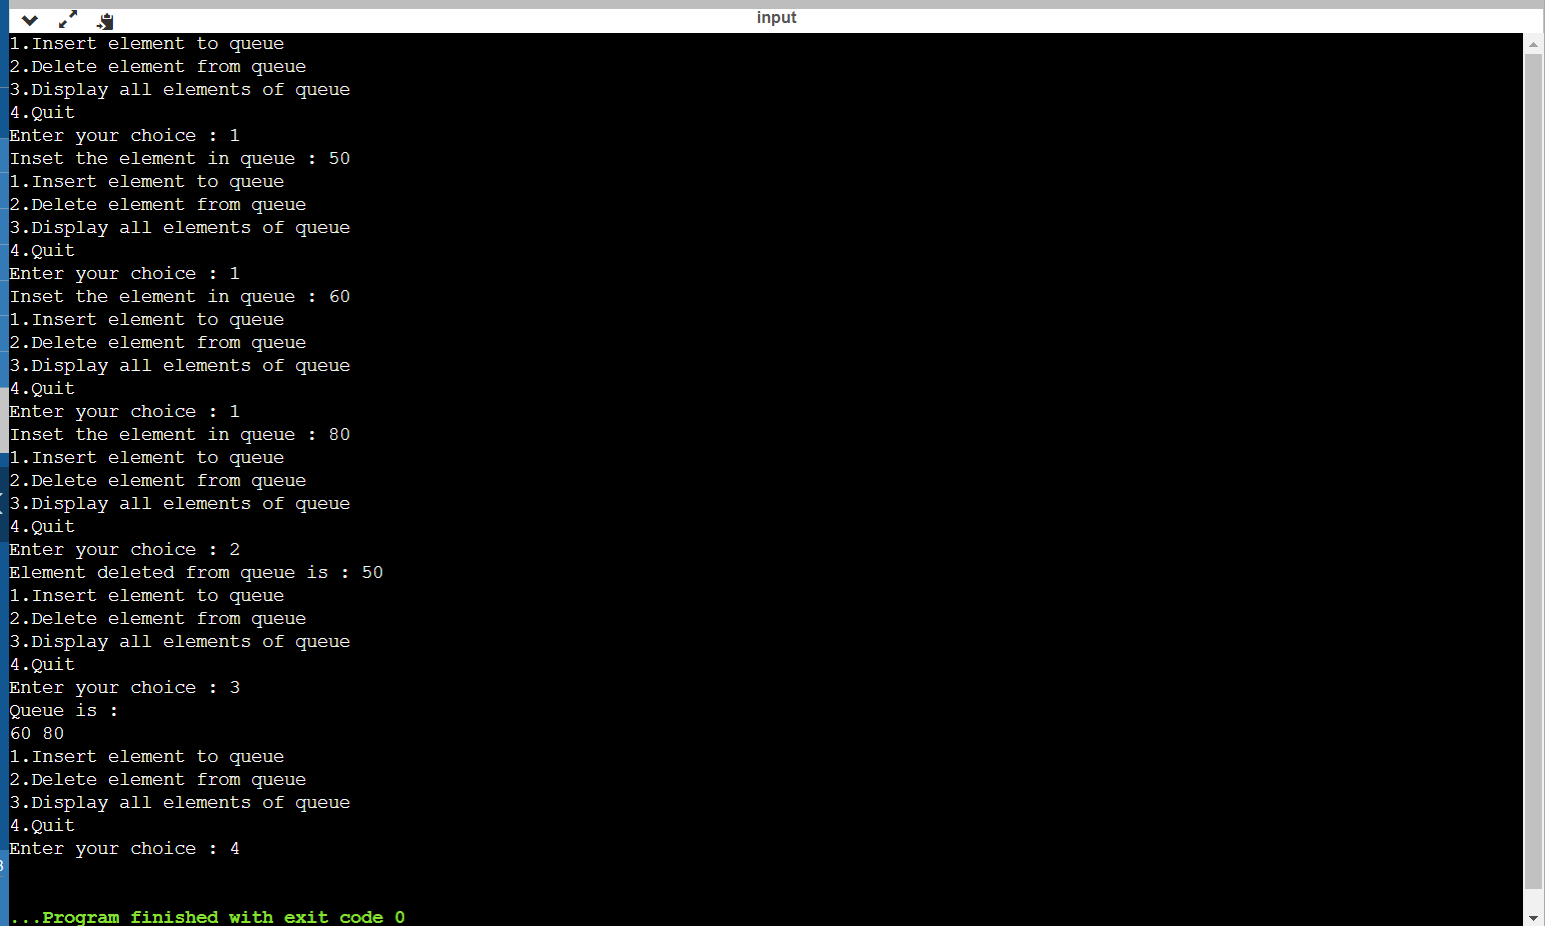 input
1.Insert element to queue
2.Delete element from queue
3.Display all elements of queue
4.Quit
Enter your choice : 1
Inset the element in queue : 50
1.Insert element to queue
2.Delete element from queue
3.Display all elements of queue
4.Quit
Enter your choice : 1
Inset the element in queue : 60
1.Insert element to queue
2.Delete element from queue
3.Display all elements of queue
4.Quit
Enter your choice : 1
Inset the element in queue : 80
1.Insert element to queue
2.Delete element from queue
3.Display all elements of queue
4.Quit
Enter your choice : 2
Element deleted from queue is : 50
1.Insert element to queue
2.Delete element from queue
3.Display all elements of queue
4.Quit
Enter your choice : 3
Queue is :
60 80
1.Insert element to queue
2.Delete element from queue
3.Display all elements of queue
4.Quit
Enter your choice : 4
...Program finished with exit code 0